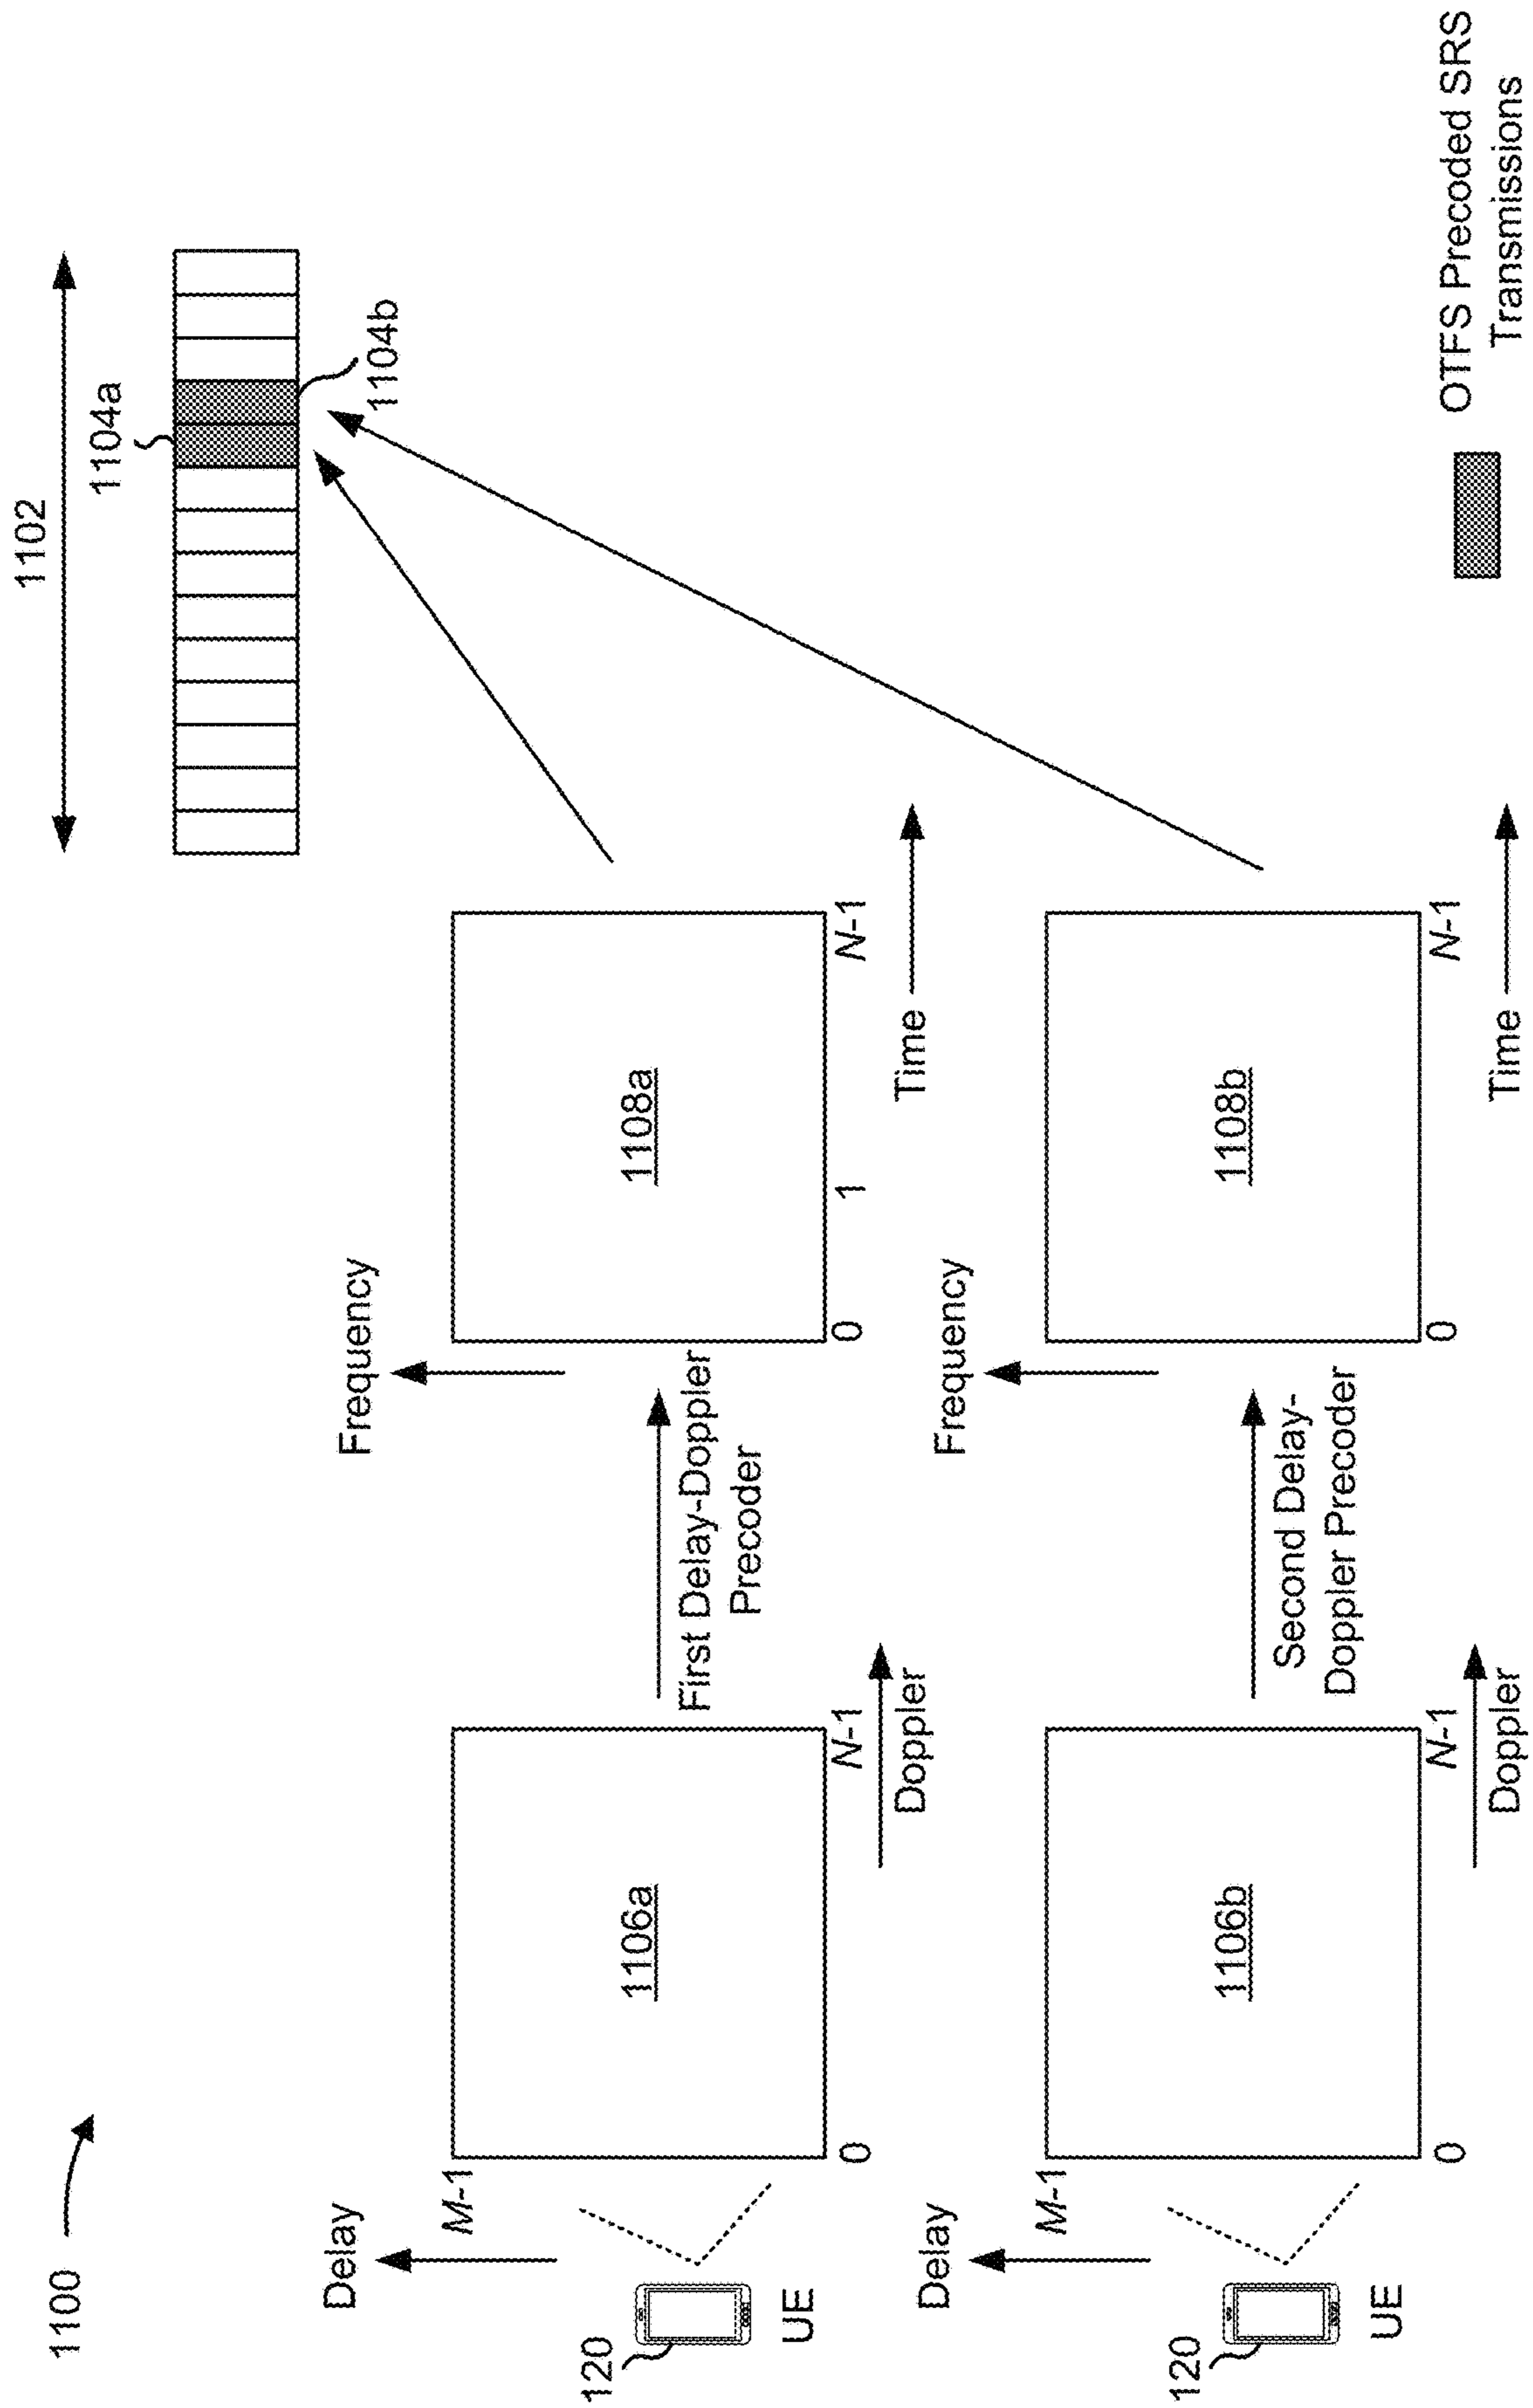 1100
1102
1104a
1104b
Delay
M-1
Frequency
120
UE
1106a
First Delay-Doppler
Precoder
1108a
0
N-1
0
1
N-1
Doppler
Time
Delay
M-1
Frequency
120
UE
1106b
Second Delay-
Doppler Precoder
1108b
0
N-1
0
N-1
Doppler
Time
OTFS Precoded SRS
Transmissions